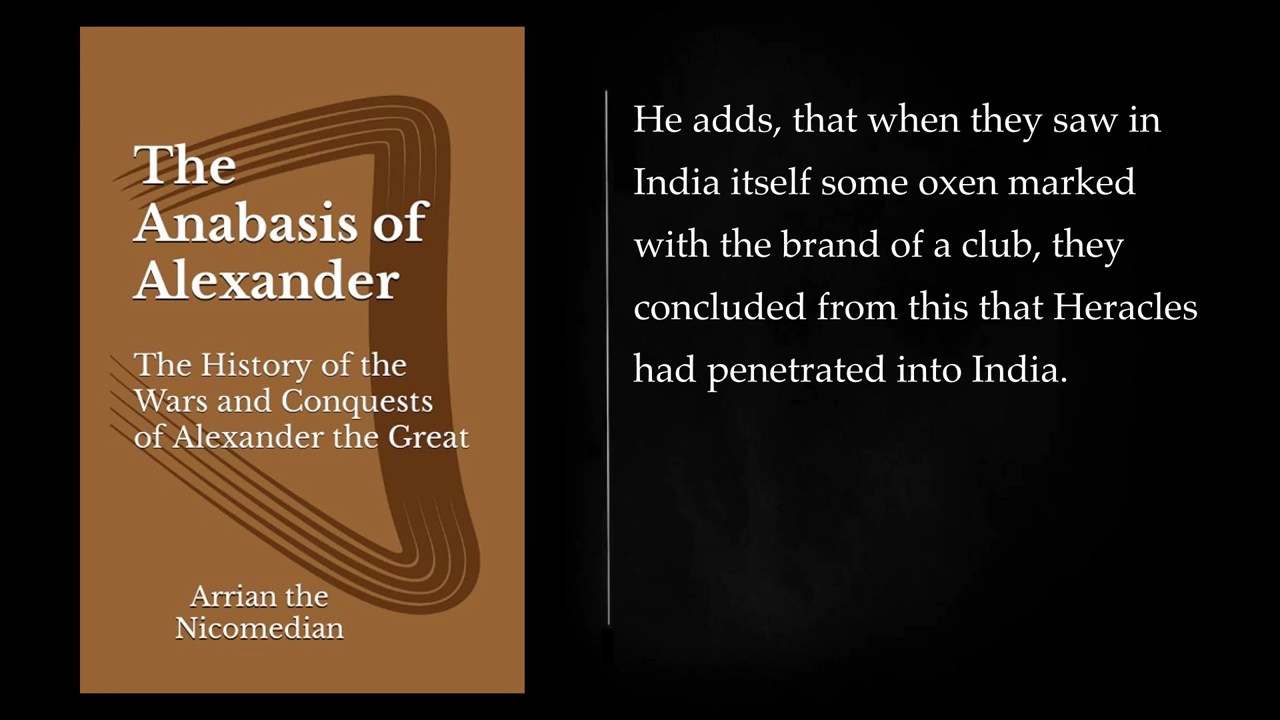 The
Anabasis of
Alexander
The History of the
Wars and Conquests
of Alexander the Great
Arrian the
Nicomedian
He adds, that when they saw in
India itself some oxen marked
with the brand of a club, they
concluded from this that Heracles
had penetrated into India.